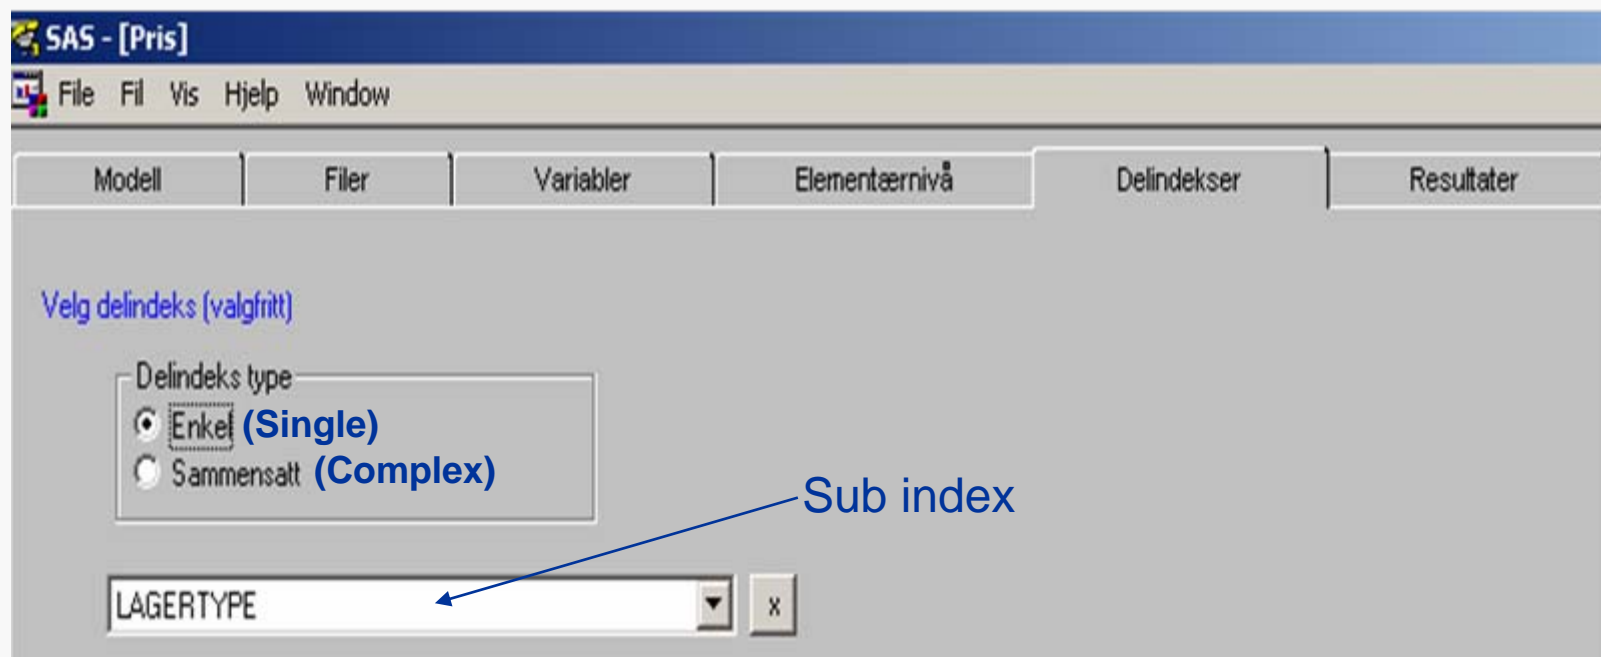 SAS - [Pris]
File Fil Vis Hjelp Window
Modell Filer Variabler Elementærnivå Delindekser Resultater
Velg delindeks (valgfritt)
Delindeks type
Enkel (Single)
Sammensatt (Complex)
Sub index
LAGERTYPE x